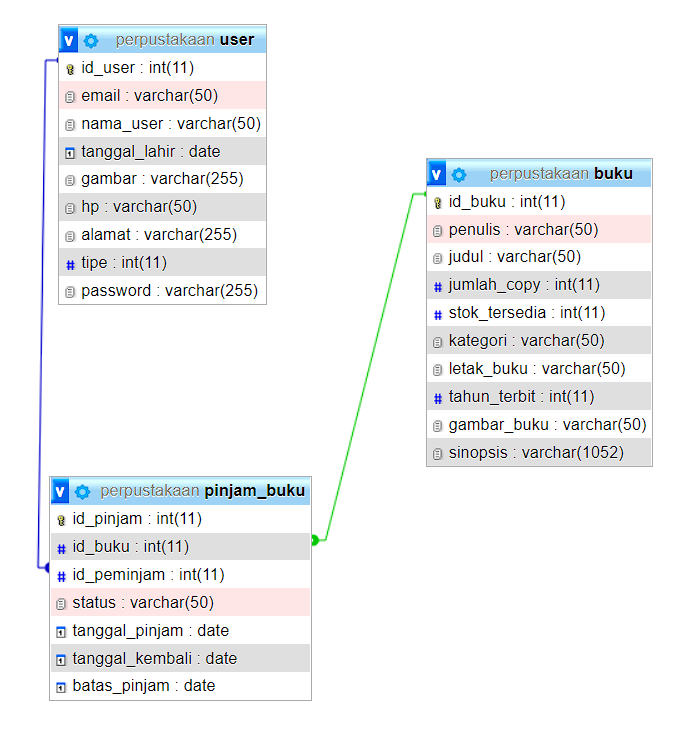 v perpustakaan user
id_user : int(11)
email : varchar(50)
nama_user : varchar(50)
tanggal_lahir : date
gambar : varchar(255)
hp : varchar(50)
alamat : varchar(255)
# tipe : int(11)
password : varchar(255)
v perpustakaan buku
id_buku : int(11)
penulis : varchar(50)
judul : varchar(50)
# jumlah_copy : int(11)
# stok_tersedia : int(11)
kategori : varchar(50)
letak_buku : varchar(50)
# tahun_terbit : int(11)
gambar_buku : varchar(50)
sinopsis : varchar(1052)
v perpustakaan pinjam_buku
id_pinjam : int(11)
# id_buku : int(11)
# id_peminjam : int(11)
status : varchar(50)
tanggal_pinjam : date
tanggal_kembali : date
batas_pinjam : date